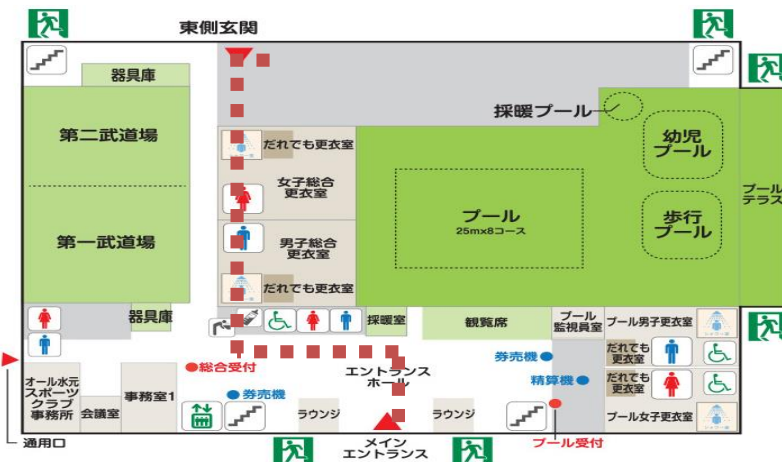 東側玄関
器具庫
採暖プール
第二武道場
だれでも更衣室
幼児
プール
女子総合
更衣室
プール
テラス
プール
25mx8コース
歩行
プール
第一武道場
男子総合
更衣室
だれでも更衣室
器具庫
採暖室
観覧席
プール
監視員室
プール男子更衣室
総合受付
エントランス
ホール
券売機
だれでも
更衣室
精算機
だれでも
更衣室
オール水元
スポーツ
クラブ
事務所
会議室
事務室1
券売機
ラウンジ
ラウンジ
プール女子更衣室
通用口
メイン
エントランス
プール受付